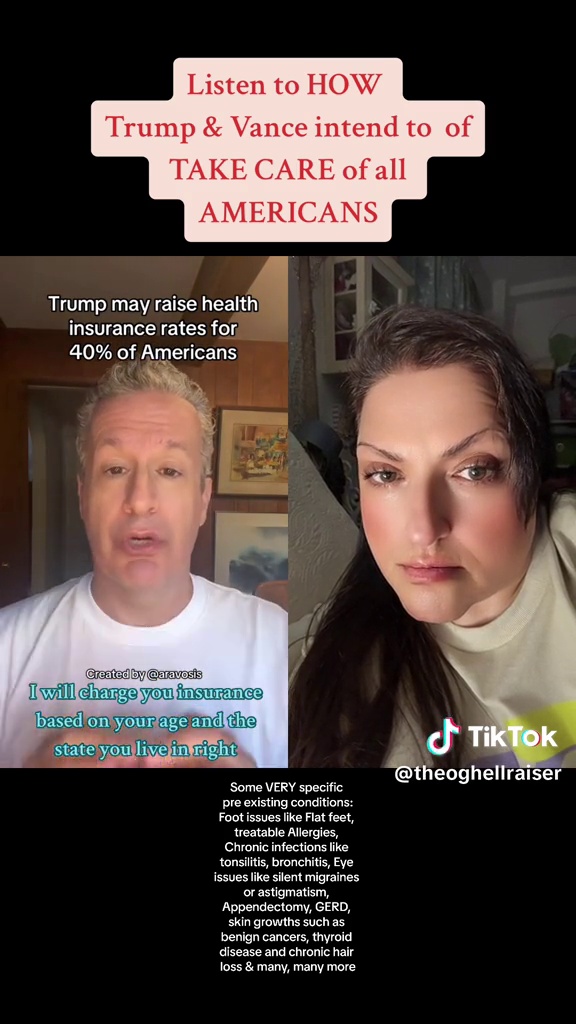 Listen to HOW
Trump & Vance intend to  of
TAKE CARE of all
AMERICANS
Trump may raise health
insurance rates for
40% of Americans
Created by @aravosis
I will charge you insurance
based on your age and the
state you live in right
TikTok
@theoghellraiser
Some VERY specific
pre existing conditions:
Foot issues like Flat feet,
treatable Allergies,
Chronic infections like
tonsilitis, bronchitis, Eye
issues like silent migraines
or astigmatism,
Appendectomy, GERD,
skin growths such as
benign cancers, thyroid
disease and chronic hair
loss & many, many more